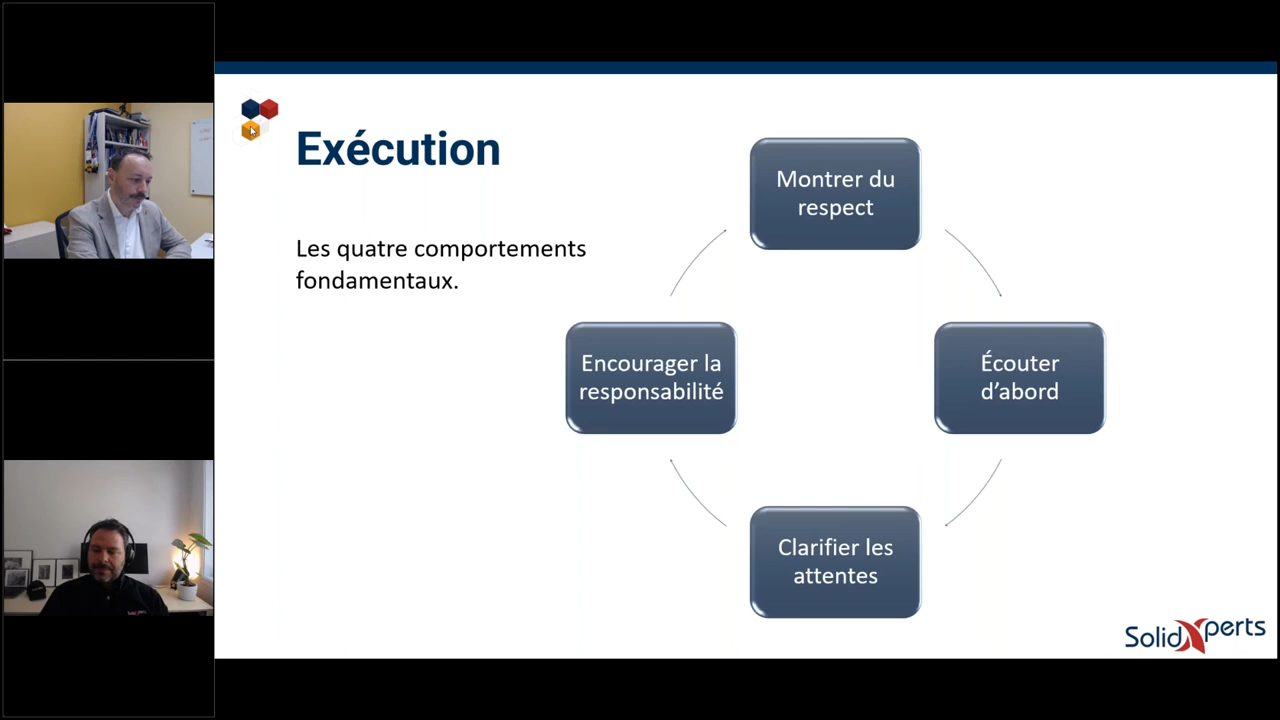 Exécution
Les quatre comportements
fondamentaux.
Montrer du
respect
Écouter
d’abord
Clarifier les
attentes
Encourager la
responsabilité
SolidXperts